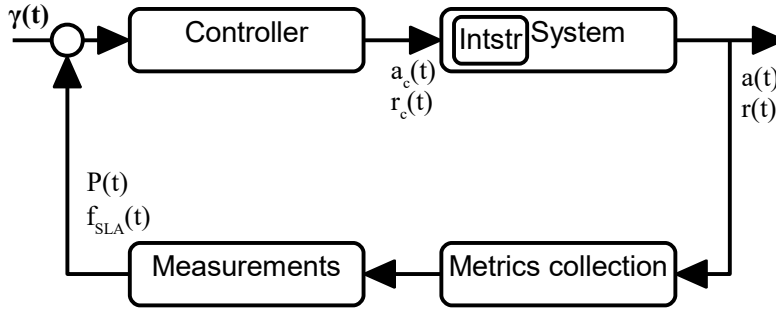 γ(t)
Controller
Intstr
System
a_c(t)
r_c(t)
a(t)
r(t)
P(t)
f_SLA(t)
Measurements
Metrics collection